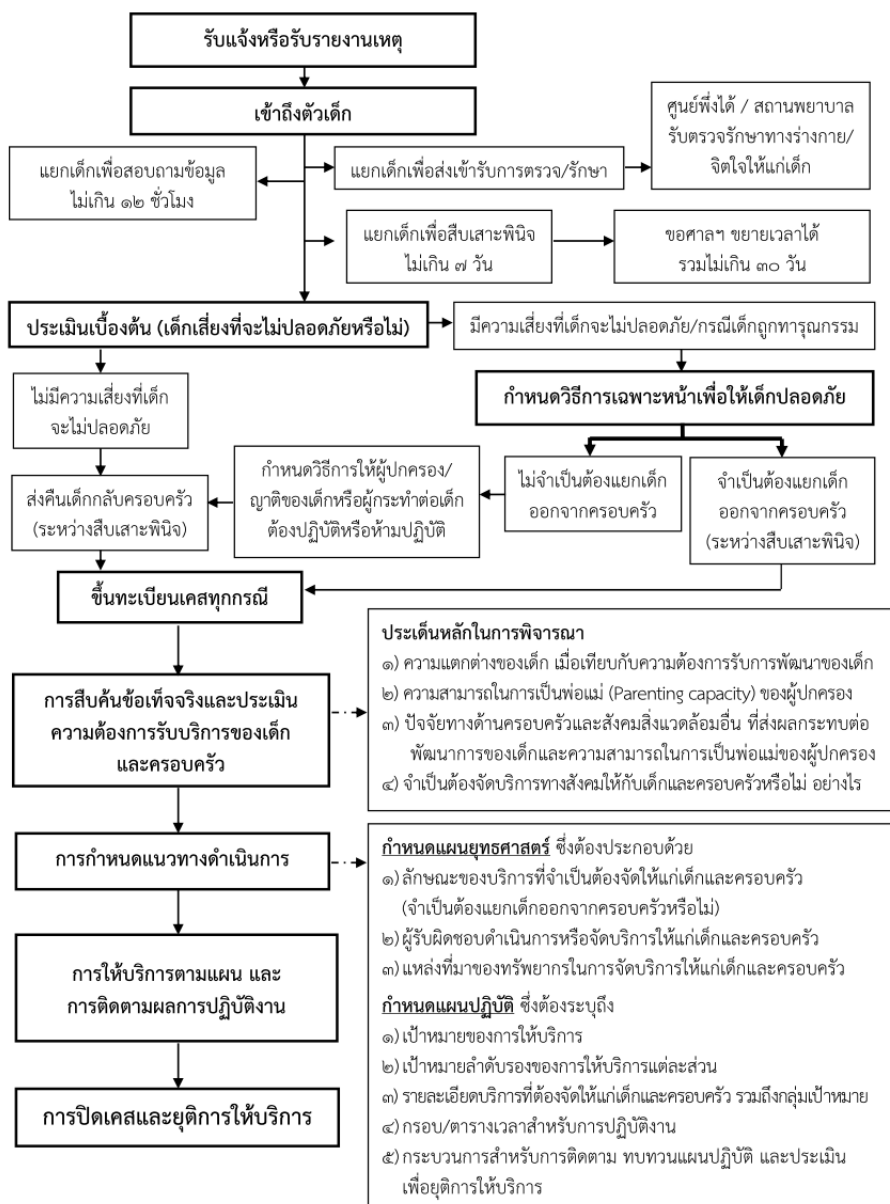 รับแจ้งหรือรับรายงานเหตุ
เข้าถึงตัวเด็ก
แยกเด็กเพื่อสอบถามข้อมูล
ไม่เกิน ๑๒ ชั่วโมง
แยกเด็กเพื่อส่งเข้ารับการตรวจ/รักษา
ศูนย์พึ่งได้ / สถานพยาบาล
รับตรวจรักษาทางร่างกาย/
จิตใจให้แก่เด็ก
แยกเด็กเพื่อสืบเสาะพินิจ
ไม่เกิน ๗ วัน
ขอศาลฯ ขยายเวลาได้
รวมไม่เกิน ๓๐ วัน
ประเมินเบื้องต้น (เด็กเสี่ยงที่จะไม่ปลอดภัยหรือไม่)
มีความเสี่ยงที่เด็กจะไม่ปลอดภัย/กรณีเด็กถูกทารุณกรรม
ไม่มีความเสี่ยงที่เด็ก
จะไม่ปลอดภัย
กำหนดวิธีการเฉพาะหน้าเพื่อให้เด็กปลอดภัย
ส่งคืนเด็กกลับครอบครัว
(ระหว่างสืบเสาะพินิจ)
กำหนดวิธีการให้ผู้ปกครอง/
ญาติของเด็กหรือผู้กระทำต่อเด็ก
ต้องปฏิบัติหรือห้ามปฏิบัติ
ไม่จำเป็นต้องแยกเด็ก
ออกจากครอบครัว
จำเป็นต้องแยกเด็ก
ออกจากครอบครัว
(ระหว่างสืบเสาะพินิจ)
ขึ้นทะเบียนเคสทุกกรณี
การสืบค้นข้อเท็จจริงและประเมิน
ความต้องการรับบริการของเด็ก
และครอบครัว
ประเด็นหลักในการพิจารณา
๑) ความแตกต่างของเด็ก เมื่อเทียบกับความต้องการรับการพัฒนาของเด็ก
๒) ความสามารถในการเป็นพ่อแม่ (Parenting capacity) ของผู้ปกครอง
๓) ปัจจัยทางด้านครอบครัวและสังคมสิ่งแวดล้อมอื่น ที่ส่งผลกระทบต่อ
พัฒนาการของเด็กและความสามารถในการเป็นพ่อแม่ของผู้ปกครอง
๔) จำเป็นต้องจัดบริการทางสังคมให้กับเด็กและครอบครัวหรือไม่ อย่างไร
การกำหนดแนวทางดำเนินการ
กำหนดแผนยุทธศาสตร์ ซึ่งต้องประกอบด้วย
๑) ลักษณะของบริการที่จำเป็นต้องจัดให้แก่เด็กและครอบครัว
(จำเป็นต้องแยกเด็กออกจากครอบครัวหรือไม่)
๒) ผู้รับผิดชอบดำเนินการหรือจัดบริการให้แก่เด็กและครอบครัว
๓) แหล่งที่มาของทรัพยากรในการจัดบริการให้แก่เด็กและครอบครัว
กำหนดแผนปฏิบัติ ซึ่งต้องระบุถึง
๑) เป้าหมายของการให้บริการ
๒) เป้าหมายลำดับรองของการให้บริการแต่ละส่วน
๓) รายละเอียดบริการที่ต้องจัดให้แก่เด็กและครอบครัว รวมถึงกลุ่มเป้าหมาย
๔) กรอบ/ตารางเวลาสำหรับการปฏิบัติงาน
๕) กระบวนการสำหรับการติดตาม ทบทวนแผนปฏิบัติ และประเมิน
เพื่อยุติการให้บริการ
การให้บริการตามแผน และ
การติดตามผลการปฏิบัติงาน
การปิดเคสและยุติการให้บริการ